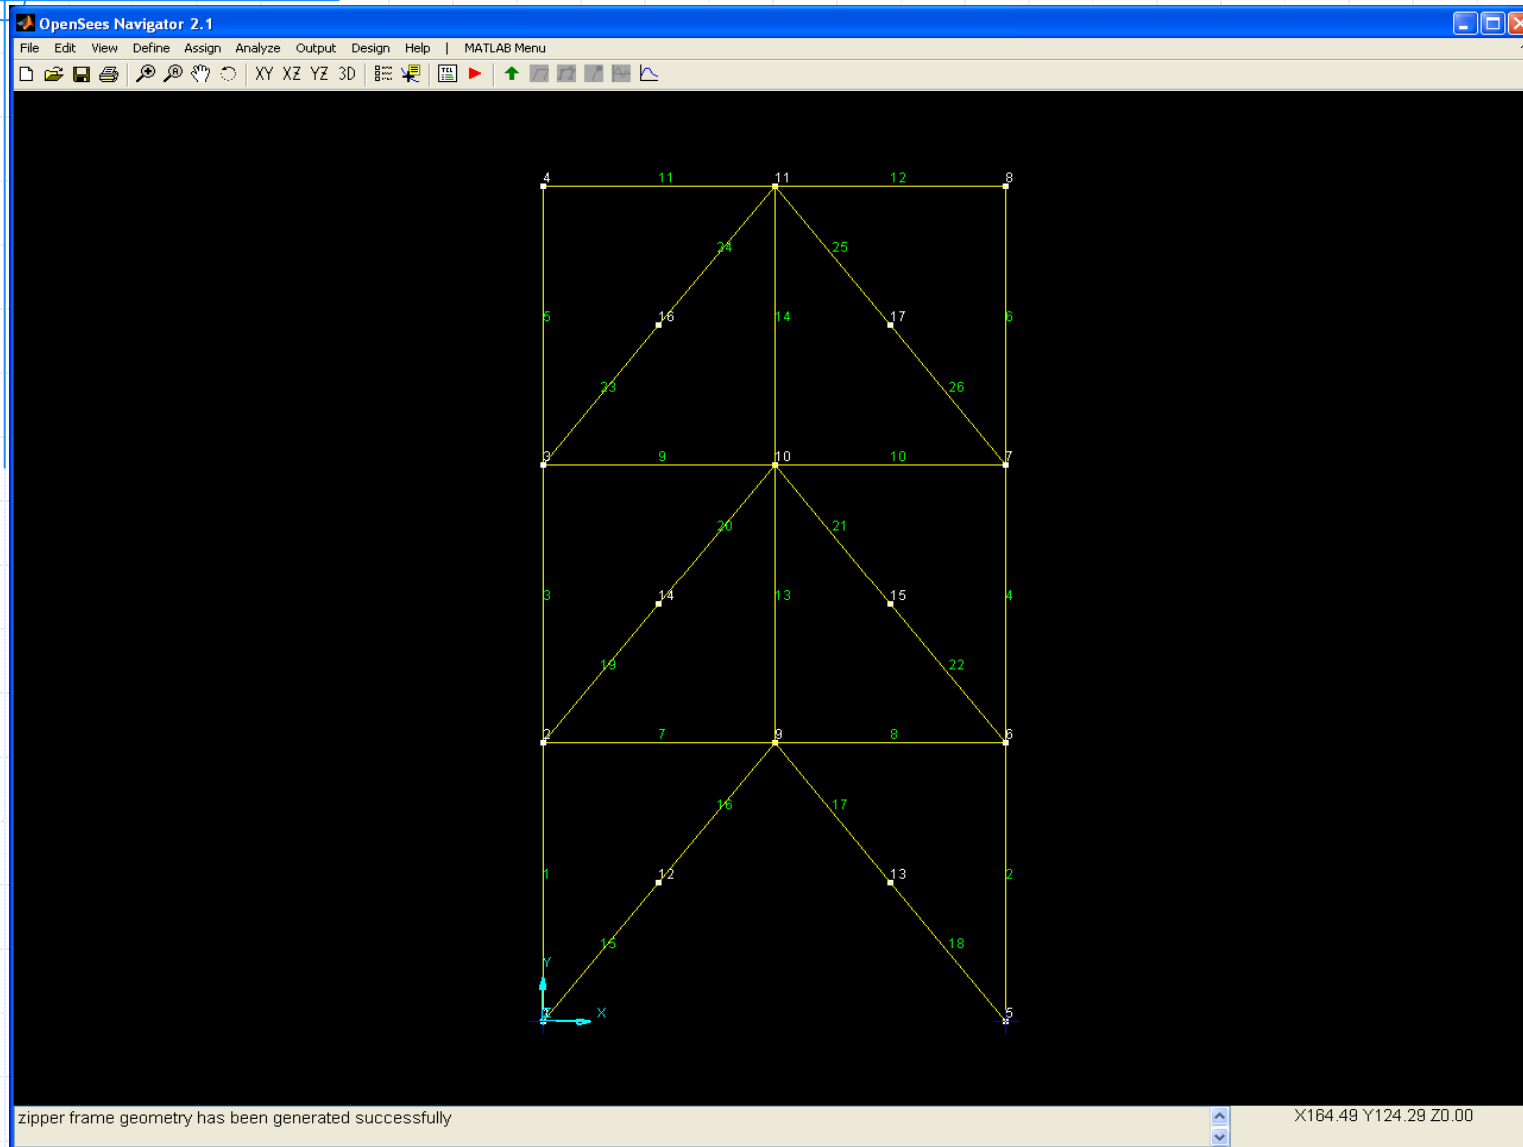 OpenSees Navigator 2.1
File Edit View Define Assign Analyze Output Design Help | MATLAB Menu
XY XZ YZ 3D TCL
4 11 11 12 8
24 25
5 16 14 17 6
23 26
3 9 10 10 7
20 21
3 14 13 15 4
19 22
2 7 9 8 6
16 17
1 12 13 2
15 18
Y
Z X 5
zipper frame geometry has been generated successfully
X164.49 Y124.29 Z0.00